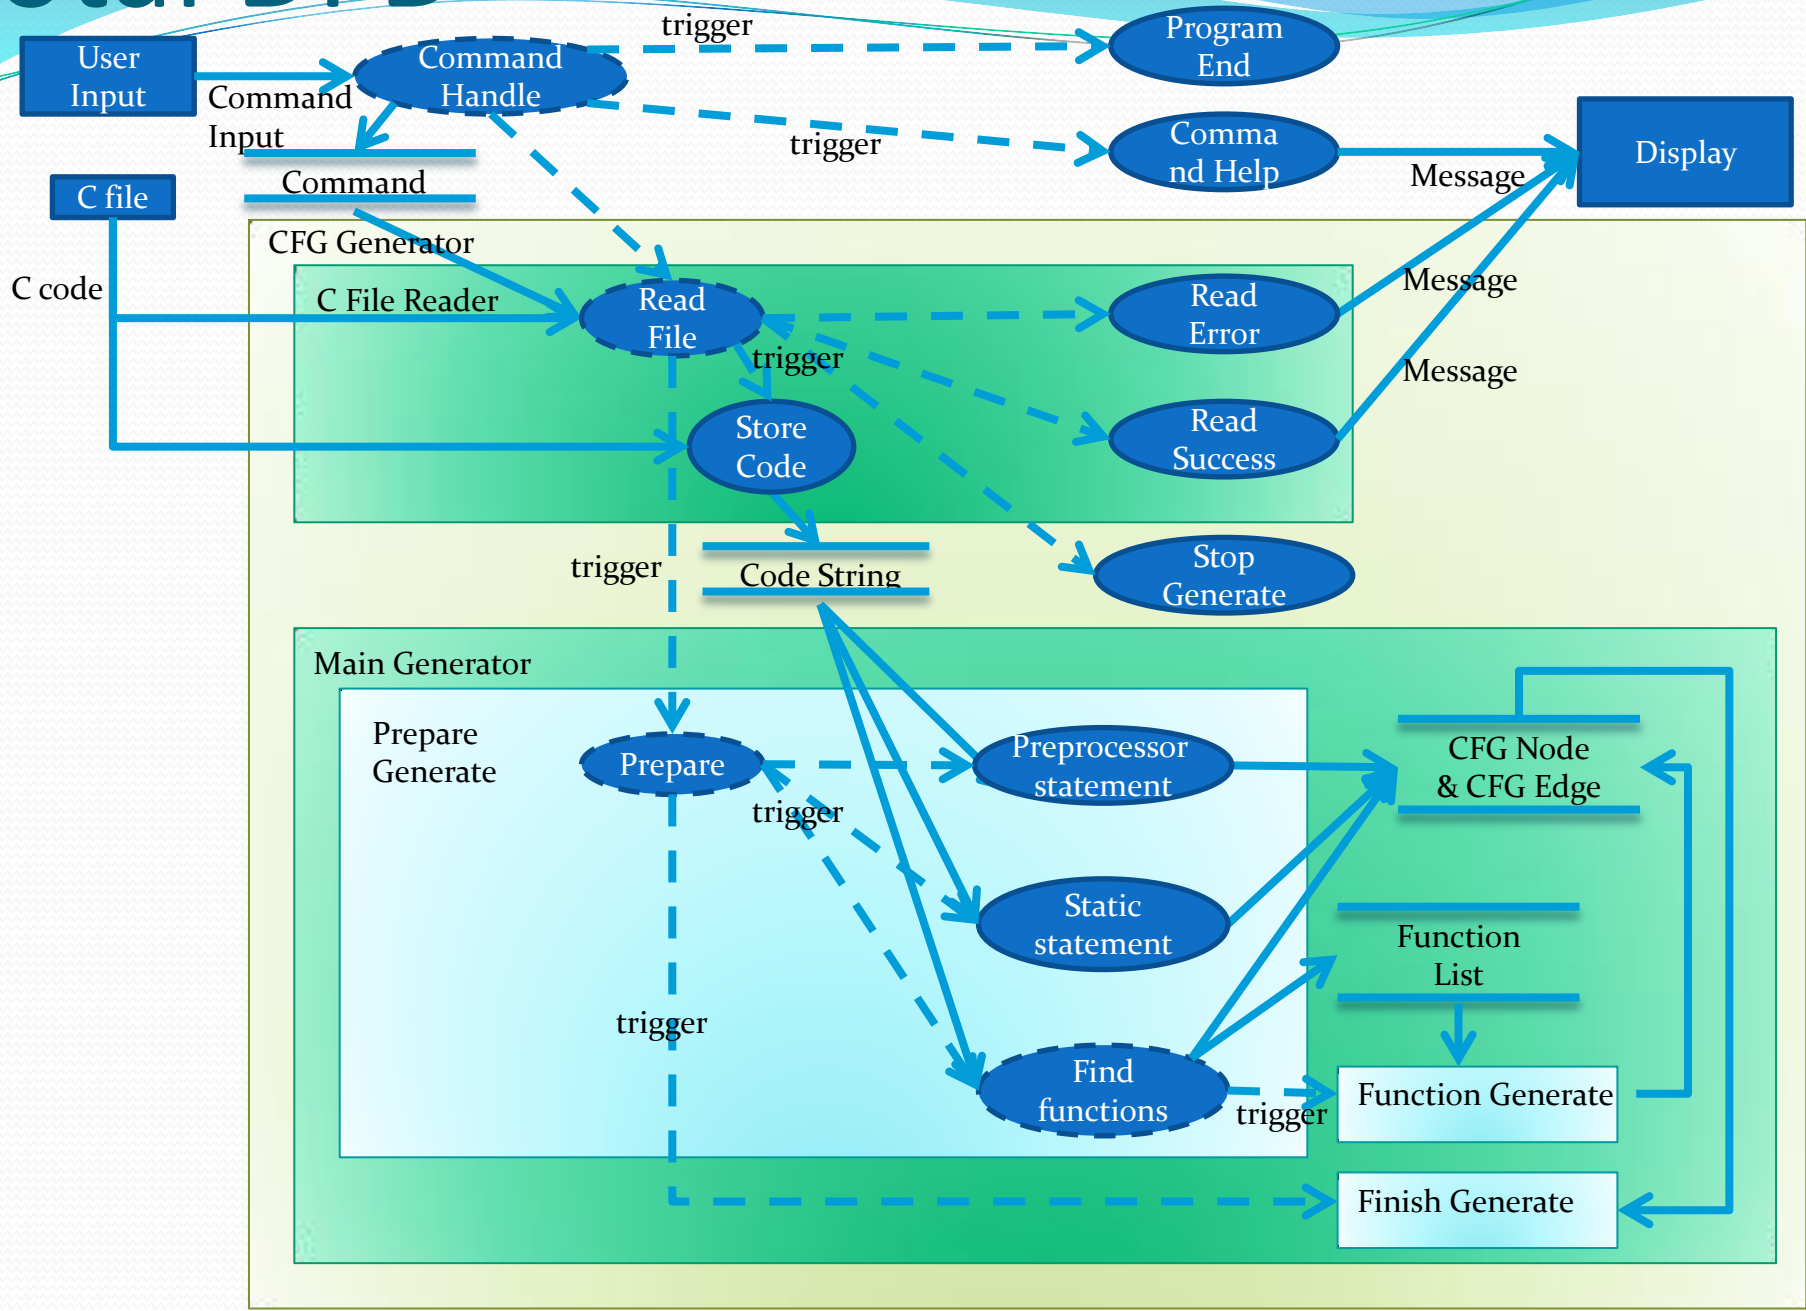 trigger
Program
End
User
Input
Command
Handle
Command
Input
trigger
Comma
nd Help
Display
Message
Command
C file
CFG Generator
C code
C File Reader
Read
File
Read
Error
Message
trigger
Message
Store
Code
Read
Success
trigger
Code String
Stop
Generate
Main Generator
Prepare
Generate
Prepare
Preprocessor
statement
CFG Node
& CFG Edge
trigger
Static
statement
Function
List
trigger
Find
functions
trigger
Function Generate
Finish Generate